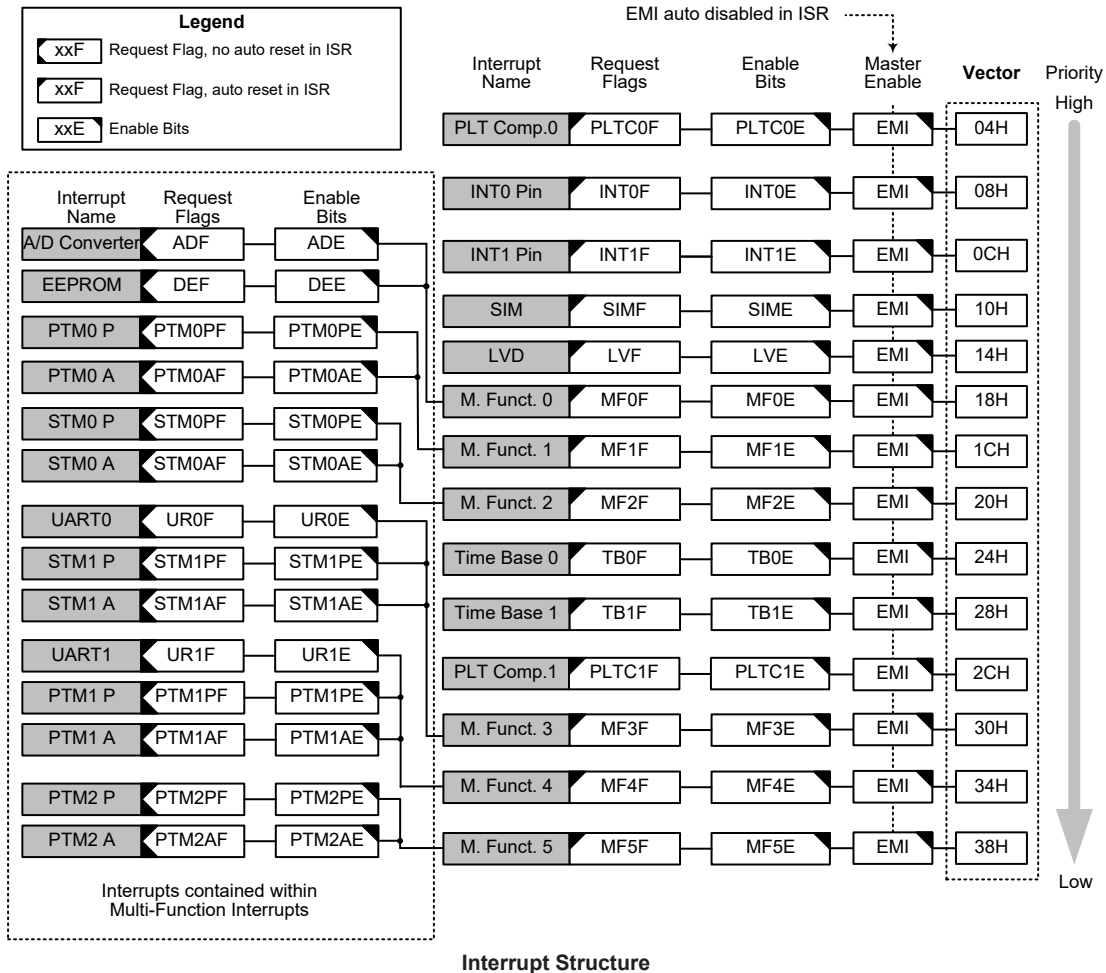 Legend
xxF Request Flag, no auto reset in ISR
xxF Request Flag, auto reset in ISR
xxE Enable Bits
EMI auto disabled in ISR
Interrupt Name Request Flags Enable Bits Master Enable Vector Priority
High
PLT Comp.0 PLTC0F PLTC0E EMI 04H
INT0 Pin INT0F INT0E EMI 08H
INT1 Pin INT1F INT1E EMI 0CH
SIM SIMF SIME EMI 10H
LVD LVF LVE EMI 14H
M. Funct. 0 MF0F MF0E EMI 18H
M. Funct. 1 MF1F MF1E EMI 1CH
M. Funct. 2 MF2F MF2E EMI 20H
Time Base 0 TB0F TB0E EMI 24H
Time Base 1 TB1F TB1E EMI 28H
PLT Comp.1 PLTC1F PLTC1E EMI 2CH
M. Funct. 3 MF3F MF3E EMI 30H
M. Funct. 4 MF4F MF4E EMI 34H
M. Funct. 5 MF5F MF5E EMI 38H
Low
Interrupt Name Request Flags Enable Bits
A/D Converter ADF ADE
EEPROM DEF DEE
PTM0 P PTM0PF PTM0PE
PTM0 A PTM0AF PTM0AE
STM0 P STM0PF STM0PE
STM0 A STM0AF STM0AE
UART0 UR0F UR0E
STM1 P STM1PF STM1PE
STM1 A STM1AF STM1AE
UART1 UR1F UR1E
PTM1 P PTM1PF PTM1PE
PTM1 A PTM1AF PTM1AE
PTM2 P PTM2PF PTM2PE
PTM2 A PTM2AF PTM2AE
Interrupts contained within
Multi-Function Interrupts
Interrupt Structure